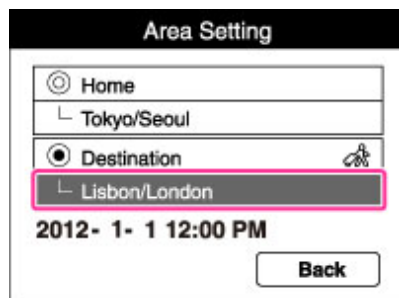 Area Setting
Home
Tokyo/Seoul
Destination
Lisbon/London
2012- 1- 1 12:00 PM
Back